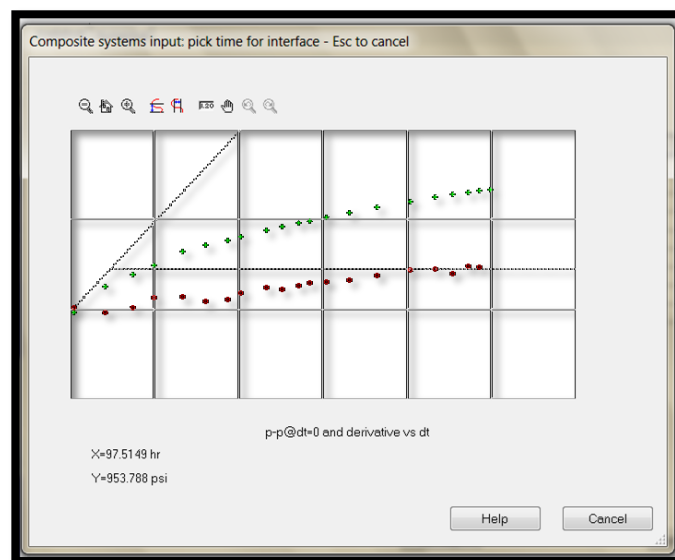 Composite systems input: pick time for interface - Esc to cancel
p-p@dt=0 and derivative vs dt
X=97.5149 hr
Y=953.788 psi
Help
Cancel